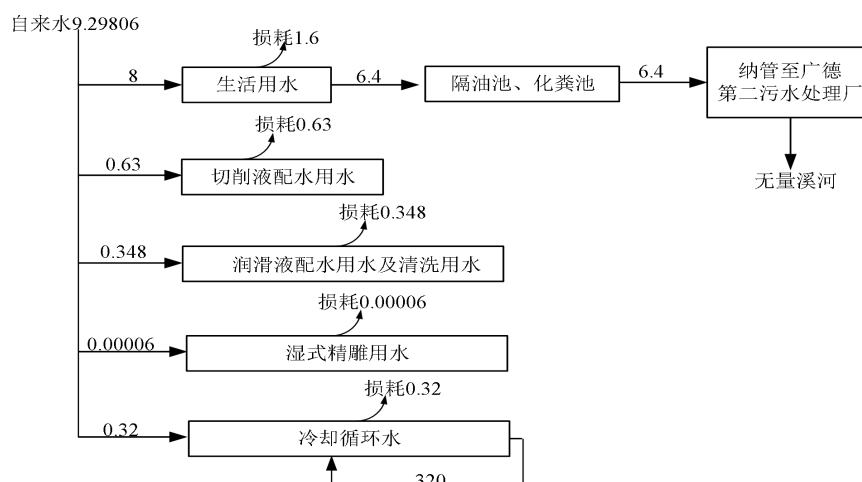 自来水9.29806
损耗1.6
8
生活用水
6.4
隔油池、化粪池
6.4
纳管至广德
第二污水处理厂
无量溪河
损耗0.63
0.63
切削液配水用水
损耗0.348
0.348
润滑液配水用水及清洗用水
损耗0.00006
0.00006
湿式精雕用水
损耗0.32
0.32
冷却循环水
320